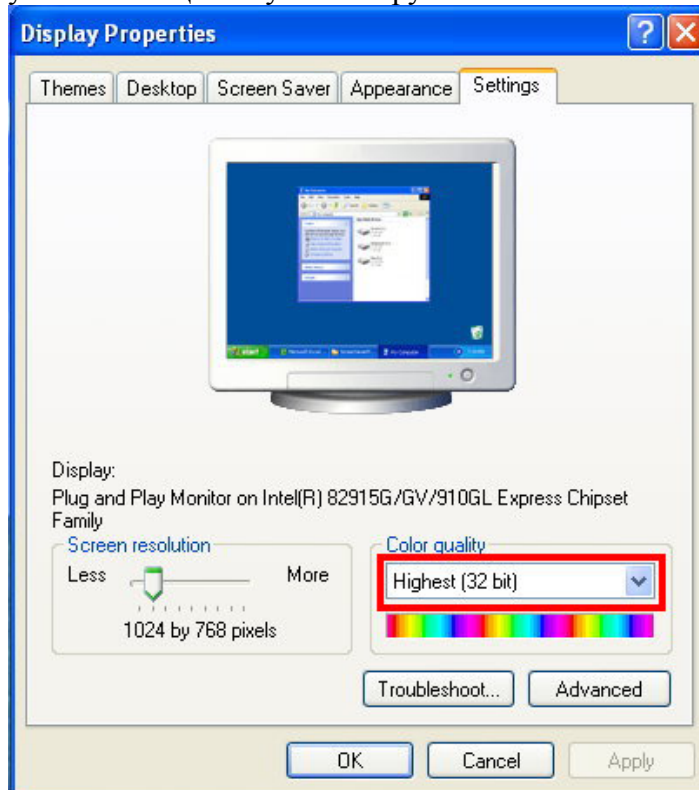 Display Properties
Themes Desktop Screen Saver Appearance Settings
Display:
Plug and Play Monitor on Intel(R) 82915G/GV/910GL Express Chipset
Family
Screen resolution
Less More
1024 by 768 pixels
Color quality
Highest (32 bit)
Troubleshoot... Advanced
OK Cancel Apply